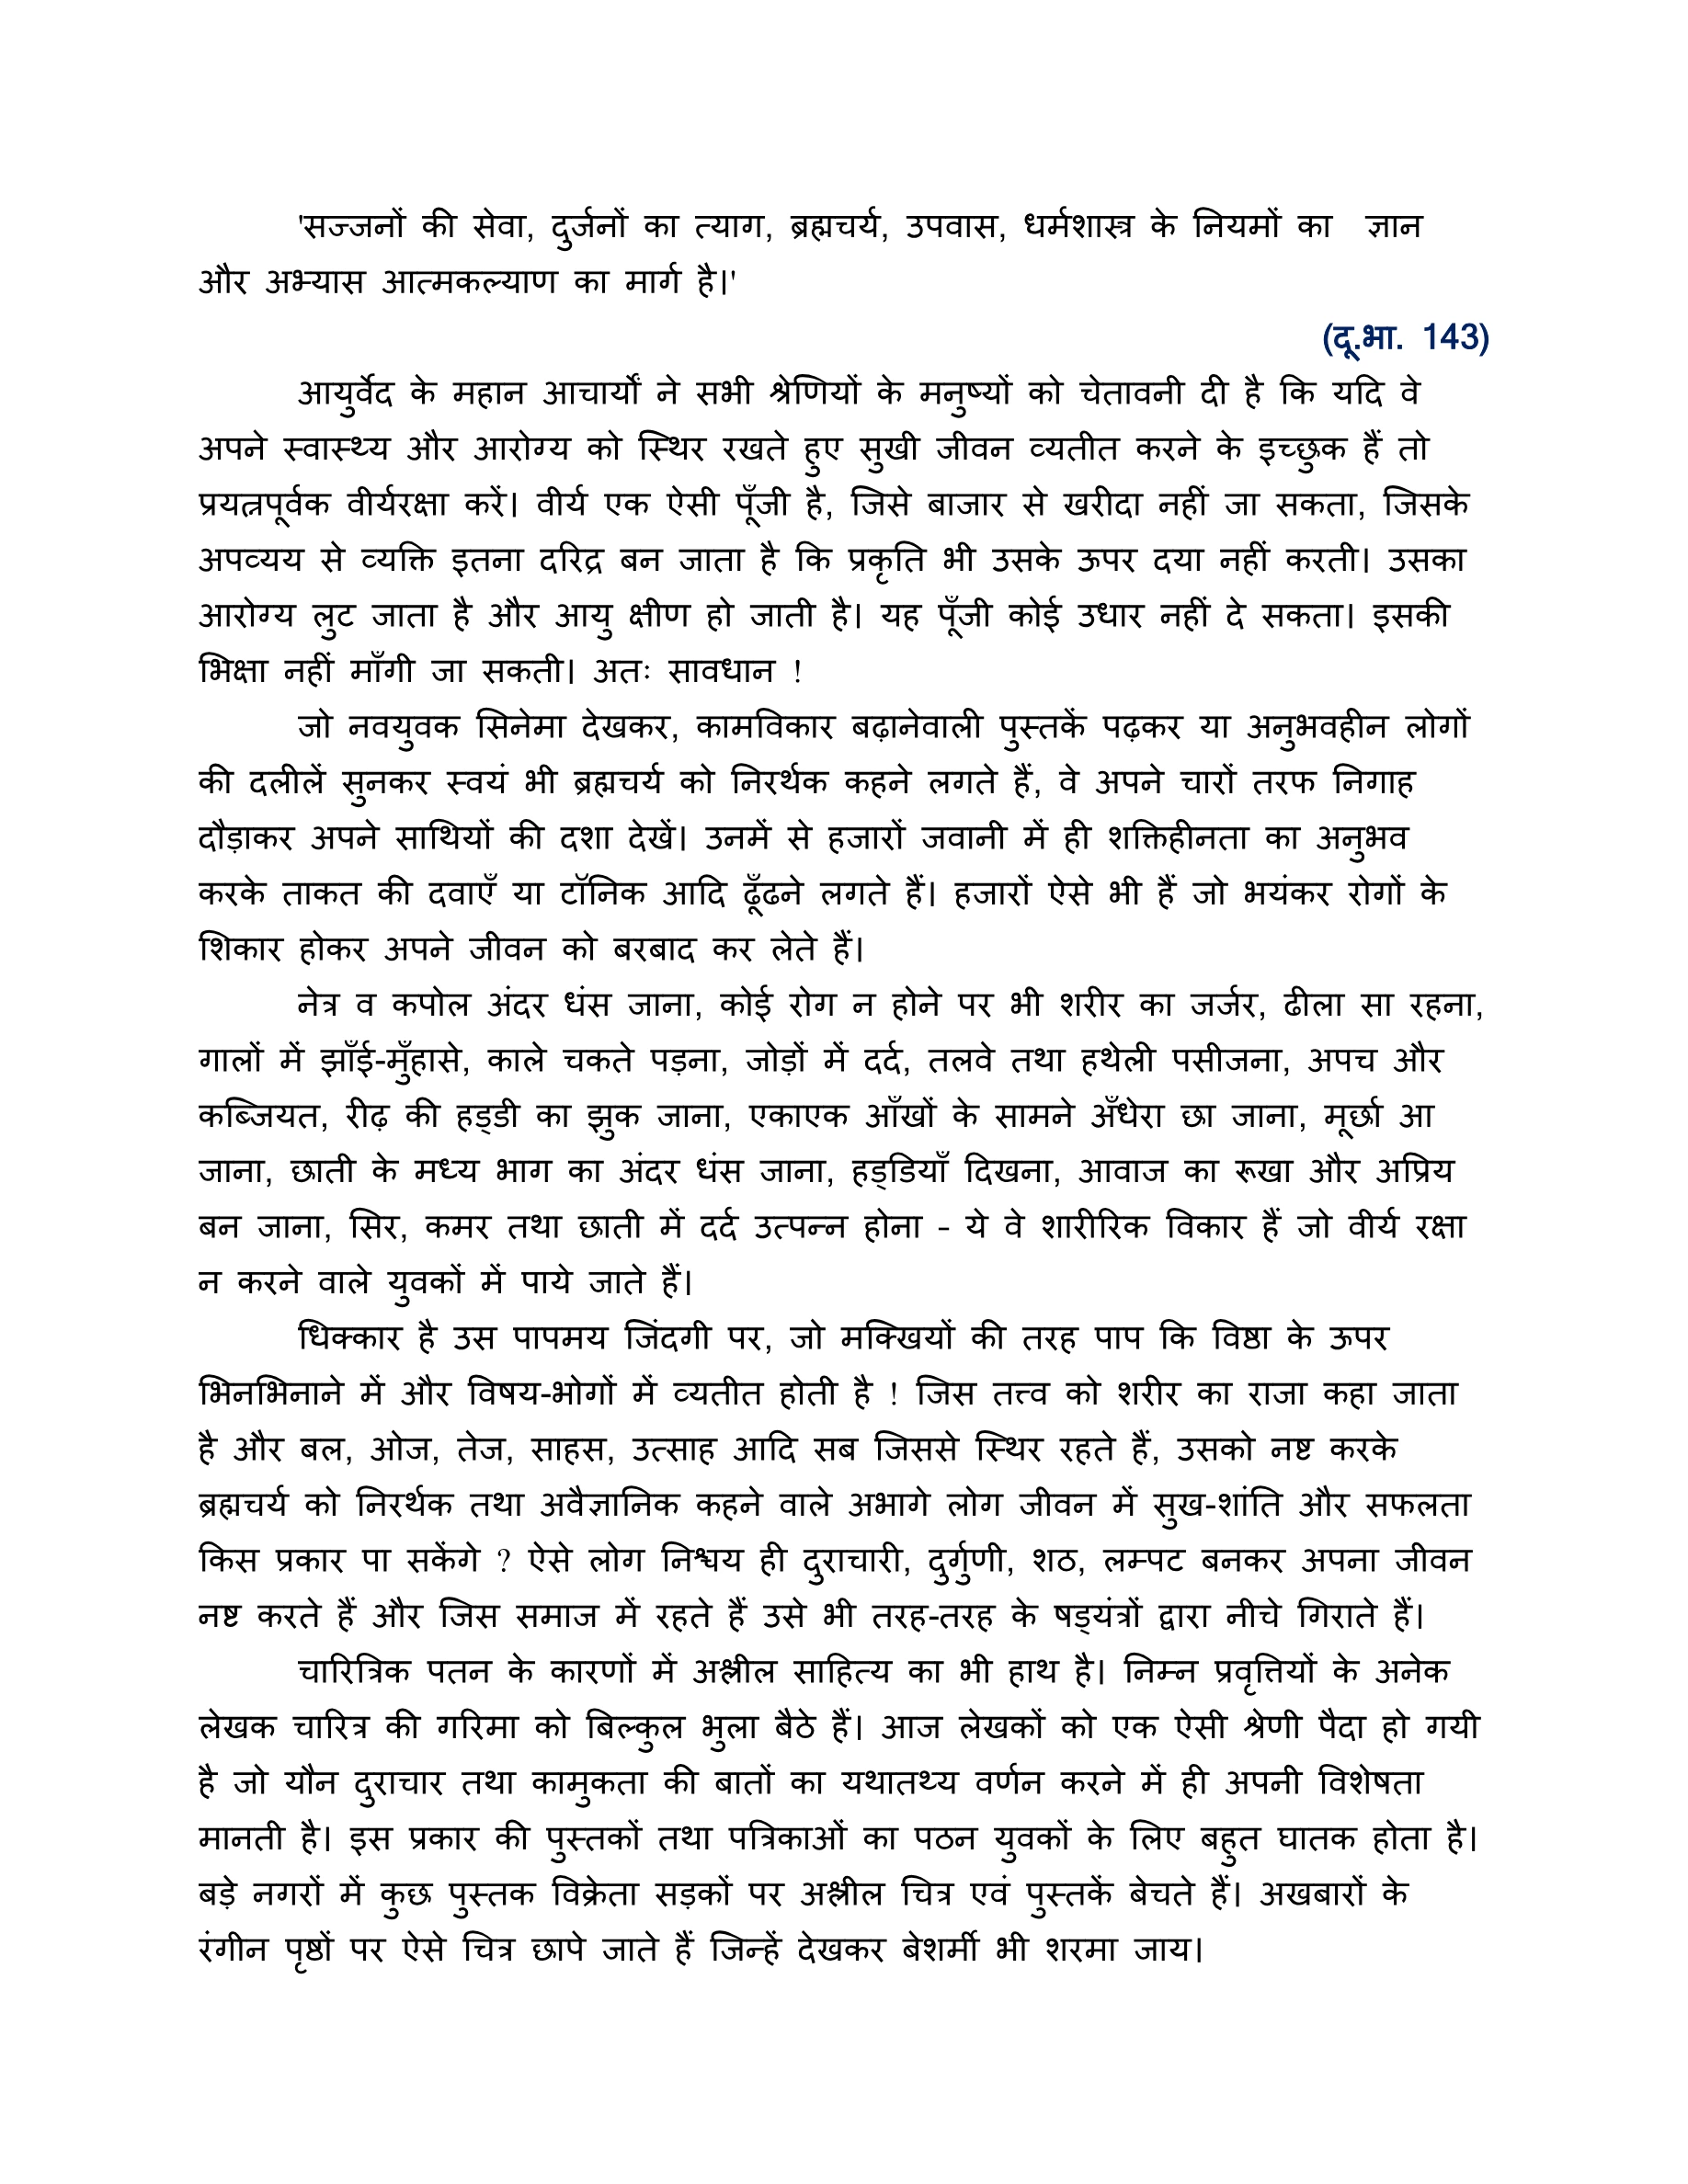 'सज्जनों की सेवा, दुर्जनों का त्याग, ब्रह्मचर्य, उपवास, धर्मशास्त्र के नियमों का ज्ञान
और अभ्यास आत्मकल्याण का मार्ग है।'
(दू.भा. 143)
आयुर्वेद के महान आचार्यों ने सभी श्रेणियों के मनुष्यों को चेतावनी दी है कि यदि वे
अपने स्वास्थ्य और आरोग्य को स्थिर रखते हुए सुखी जीवन व्यतीत करने के इच्छुक हैं तो
प्रयत्नपूर्वक वीर्यरक्षा करें। वीर्य एक ऐसी पूँजी है, जिसे बाजार से खरीदा नहीं जा सकता, जिसके
अपव्यय से व्यक्ति इतना दरिद्र बन जाता है कि प्रकृति भी उसके ऊपर दया नहीं करती। उसका
आरोग्य लुट जाता है और आयु क्षीण हो जाती है। यह पूँजी कोई उधार नहीं दे सकता। इसकी
भिक्षा नहीं माँगी जा सकती। अतः सावधान !
जो नवयुवक सिनेमा देखकर, कामविकार बढ़ानेवाली पुस्तकें पढ़कर या अनुभवहीन लोगों
की दलीलें सुनकर स्वयं भी ब्रह्मचर्य को निरर्थक कहने लगते हैं, वे अपने चारों तरफ निगाह
दौड़ाकर अपने साथियों की दशा देखें। उनमें से हजारों जवानी में ही शक्तिहीनता का अनुभव
करके ताकत की दवाएँ या टॉनिक आदि ढूँढने लगते हैं। हजारों ऐसे भी हैं जो भयंकर रोगों के
शिकार होकर अपने जीवन को बरबाद कर लेते हैं।
नेत्र व कपोल अंदर धंस जाना, कोई रोग न होने पर भी शरीर का जर्जर, ढीला सा रहना,
गालों में झाँई-मुँहासे, काले चकते पड़ना, जोड़ों में दर्द, तलवे तथा हथेली पसीजना, अपच और
कब्जियत, रीढ़ की हड्डी का झुक जाना, एकाएक आँखों के सामने अँधेरा छा जाना, मूर्छा आ
जाना, छाती के मध्य भाग का अंदर धंस जाना, हड्डियाँ दिखना, आवाज का रूखा और अप्रिय
बन जाना, सिर, कमर तथा छाती में दर्द उत्पन्न होना – ये वे शारीरिक विकार हैं जो वीर्य रक्षा
न करने वाले युवकों में पाये जाते हैं।
धिक्कार है उस पापमय जिंदगी पर, जो मक्खियों की तरह पाप कि विष्ठा के ऊपर
भिनभिनाने में और विषय-भोगों में व्यतीत होती है ! जिस तत्त्व को शरीर का राजा कहा जाता
है और बल, ओज, तेज, साहस, उत्साह आदि सब जिससे स्थिर रहते हैं, उसको नष्ट करके
ब्रह्मचर्य को निरर्थक तथा अवैज्ञानिक कहने वाले अभागे लोग जीवन में सुख-शांति और सफलता
किस प्रकार पा सकेंगे ? ऐसे लोग निश्चय ही दुराचारी, दुर्गुणी, शठ, लम्पट बनकर अपना जीवन
नष्ट करते हैं और जिस समाज में रहते हैं उसे भी तरह-तरह के षड्यंत्रों द्वारा नीचे गिराते हैं।
चारित्रिक पतन के कारणों में अश्लील साहित्य का भी हाथ है। निम्न प्रवृत्तियों के अनेक
लेखक चारित्र की गरिमा को बिल्कुल भुला बैठे हैं। आज लेखकों को एक ऐसी श्रेणी पैदा हो गयी
है जो यौन दुराचार तथा कामुकता की बातों का यथातथ्य वर्णन करने में ही अपनी विशेषता
मानती है। इस प्रकार की पुस्तकों तथा पत्रिकाओं का पठन युवकों के लिए बहुत घातक होता है।
बड़े नगरों में कुछ पुस्तक विक्रेता सड़कों पर अश्लील चित्र एवं पुस्तकें बेचते हैं। अखबारों के
रंगीन पृष्ठों पर ऐसे चित्र छापे जाते हैं जिन्हें देखकर बेशर्मी भी शरमा जाय।